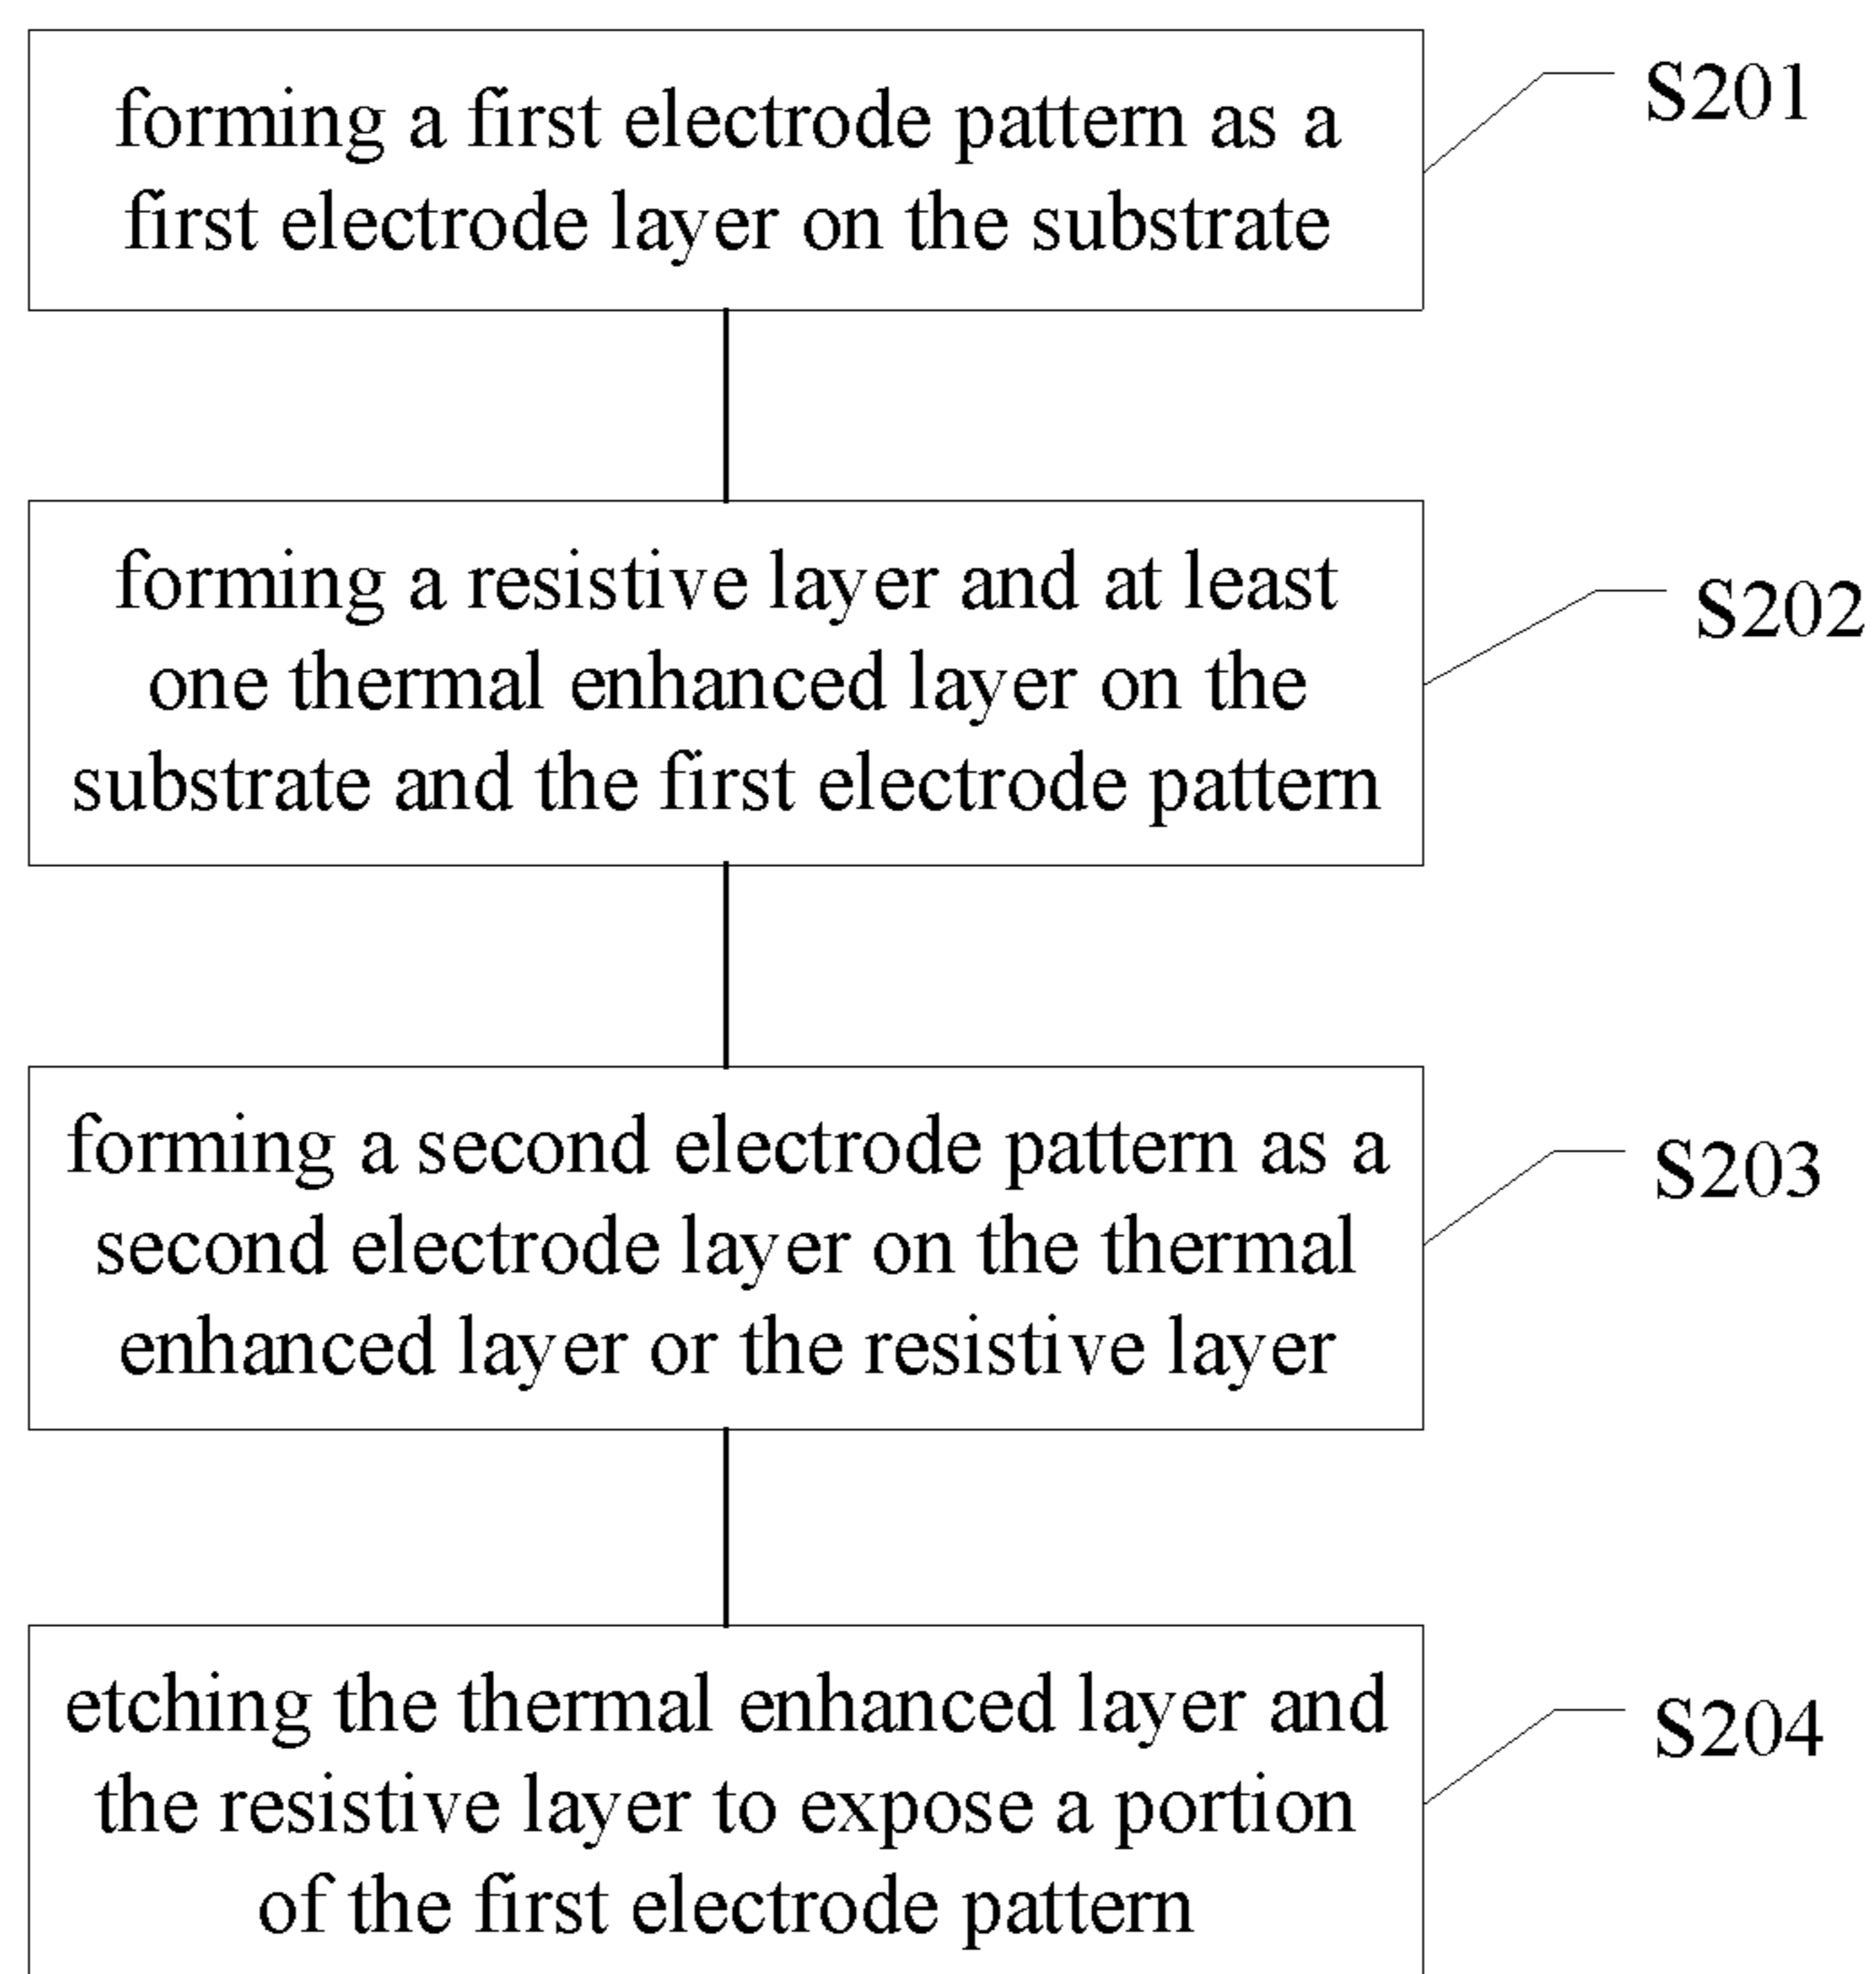 forming a first electrode pattern as a
first electrode layer on the substrate
S201
forming a resistive layer and at least
one thermal enhanced layer on the
substrate and the first electrode pattern
S202
forming a second electrode pattern as a
second electrode layer on the thermal
enhanced layer or the resistive layer
S203
etching the thermal enhanced layer and
the resistive layer to expose a portion
of the first electrode pattern
S204